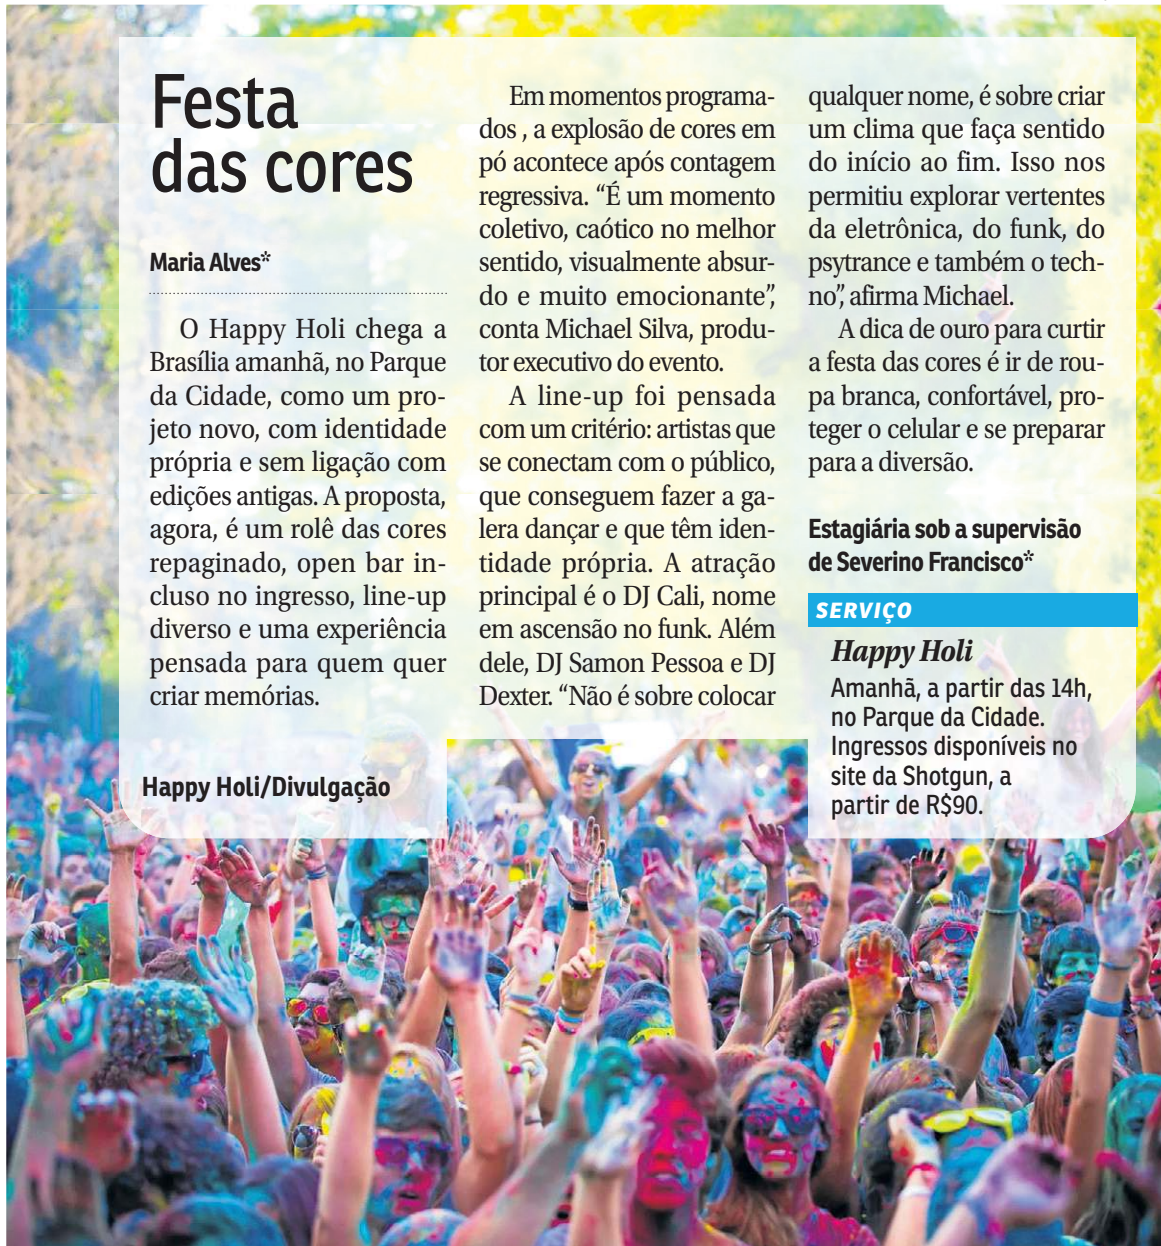 Festa
das cores
Maria Alves*
O Happy Holi chega a
Brasília amanhã, no Parque
da Cidade, como um pro-
jeto novo, com identidade
própria e sem ligação com
edições antigas. A proposta,
agora, é um rolê das cores
repaginado, open bar in-
cluso no ingresso, line-up
diverso e uma experiência
pensada para quem quer
criar memórias.
Em momentos programa-
dos , a explosão de cores em
pó acontece após contagem
regressiva. “É um momento
coletivo, caótico no melhor
sentido, visualmente absur-
do e muito emocionante”,
conta Michael Silva, produ-
tor executivo do evento.
A line-up foi pensada
com um critério: artistas que
se conectam com o público,
que conseguem fazer a ga-
lera dançar e que têm iden-
tidade própria. A atração
principal é o DJ Cali, nome
em ascensão no funk. Além
dele, DJ Samon Pessoa e DJ
Dexter. “Não é sobre colocar
qualquer nome, é sobre criar
um clima que faça sentido
do início ao fim. Isso nos
permitiu explorar vertentes
da eletrônica, do funk, do
psytrance e também o tech-
no”, afirma Michael.
A dica de ouro para curtir
a festa das cores é ir de rou-
pa branca, confortável, pro-
teger o celular e se preparar
para a diversão.
Estagiária sob a supervisão
de Severino Francisco*
SERVIÇO
Happy Holi
Amanhã, a partir das 14h,
no Parque da Cidade.
Ingressos disponíveis no
site da Shotgun, a
partir de R$90.
Happy Holi/Divulgação